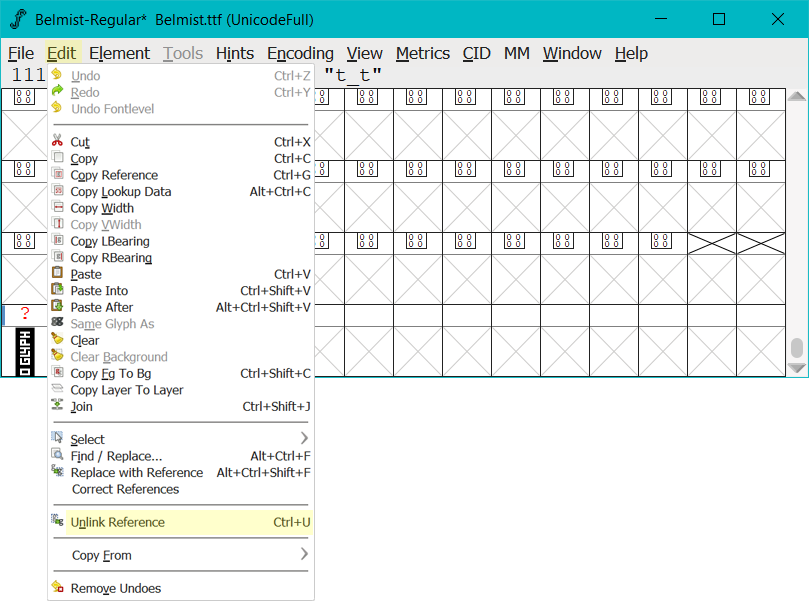 Belmist-Regular* Belmist.ttf (UnicodeFull)
File Edit Element Tools Hints Encoding View Metrics CID MM Window Help
111 "t_t"
Undo Ctrl+Z
Redo Ctrl+Y
Undo Fontlevel
Cut Ctrl+X
Copy Ctrl+C
Copy Reference Ctrl+G
Copy Lookup Data Alt+Ctrl+C
Copy Width
Copy VWidth
Copy LBearing
Copy RBearing
Paste Ctrl+V
Paste Into Ctrl+Shift+V
Paste After Alt+Ctrl+Shift+V
Same Glyph As
Clear
Clear Background
Copy Fg To Bg Ctrl+Shift+C
Copy Layer To Layer
Join Ctrl+Shift+J
Select
Find / Replace... Alt+Ctrl+F
Replace with Reference Alt+Ctrl+Shift+F
Correct References
Unlink Reference Ctrl+U
Copy From
Remove Undoes
?
GLYPH